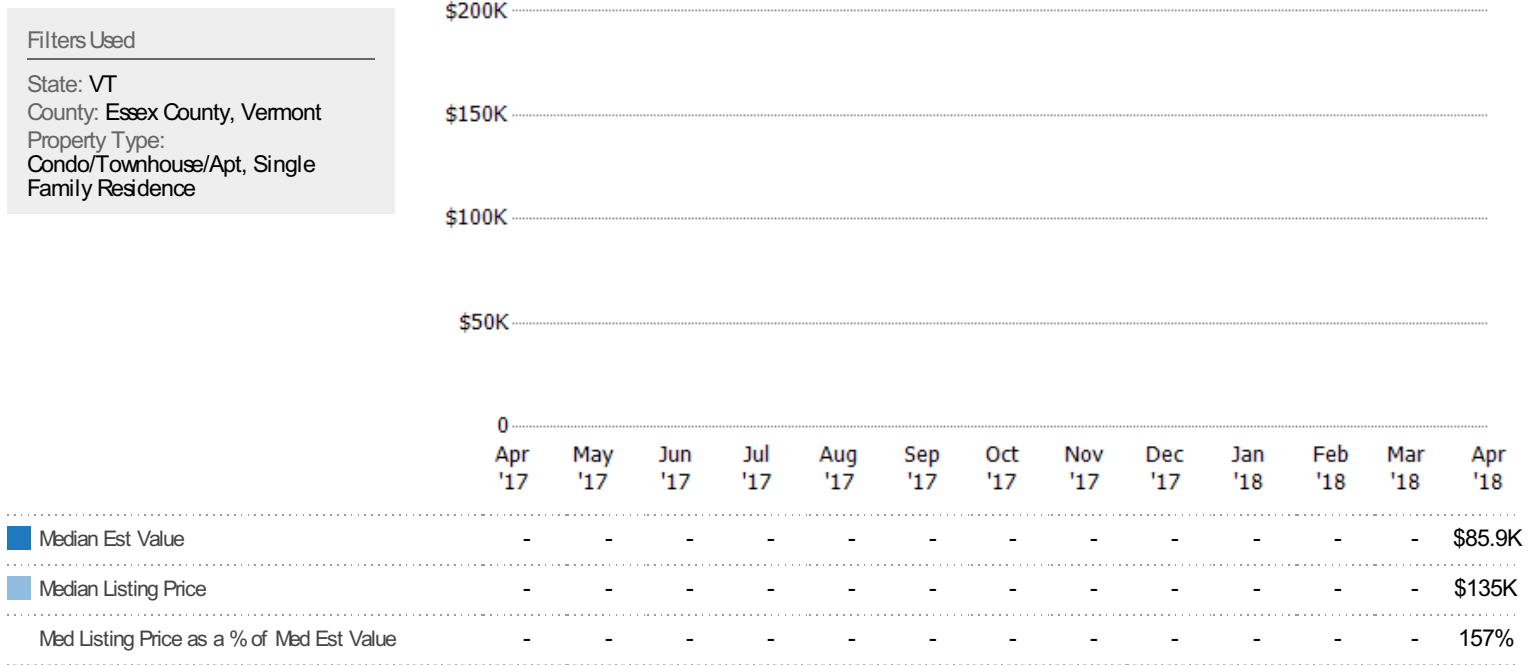 Filters Used
State: VT
County: Essex County, Vermont
Property Type:
Condo/Townhouse/Apt, Single
Family Residence
$200K
$150K
$100K
$50K
0
Apr May Jun Jul Aug Sep Oct Nov Dec Jan Feb Mar Apr
'17 '17 '17 '17 '17 '17 '17 '17 '17 '18 '18 '18 '18
Median Est Value - - - - - - - - - - - - $85.9K
Median Listing Price - - - - - - - - - - - - $135K
Med Listing Price as a % of Med Est Value - - - - - - - - - - - - 157%